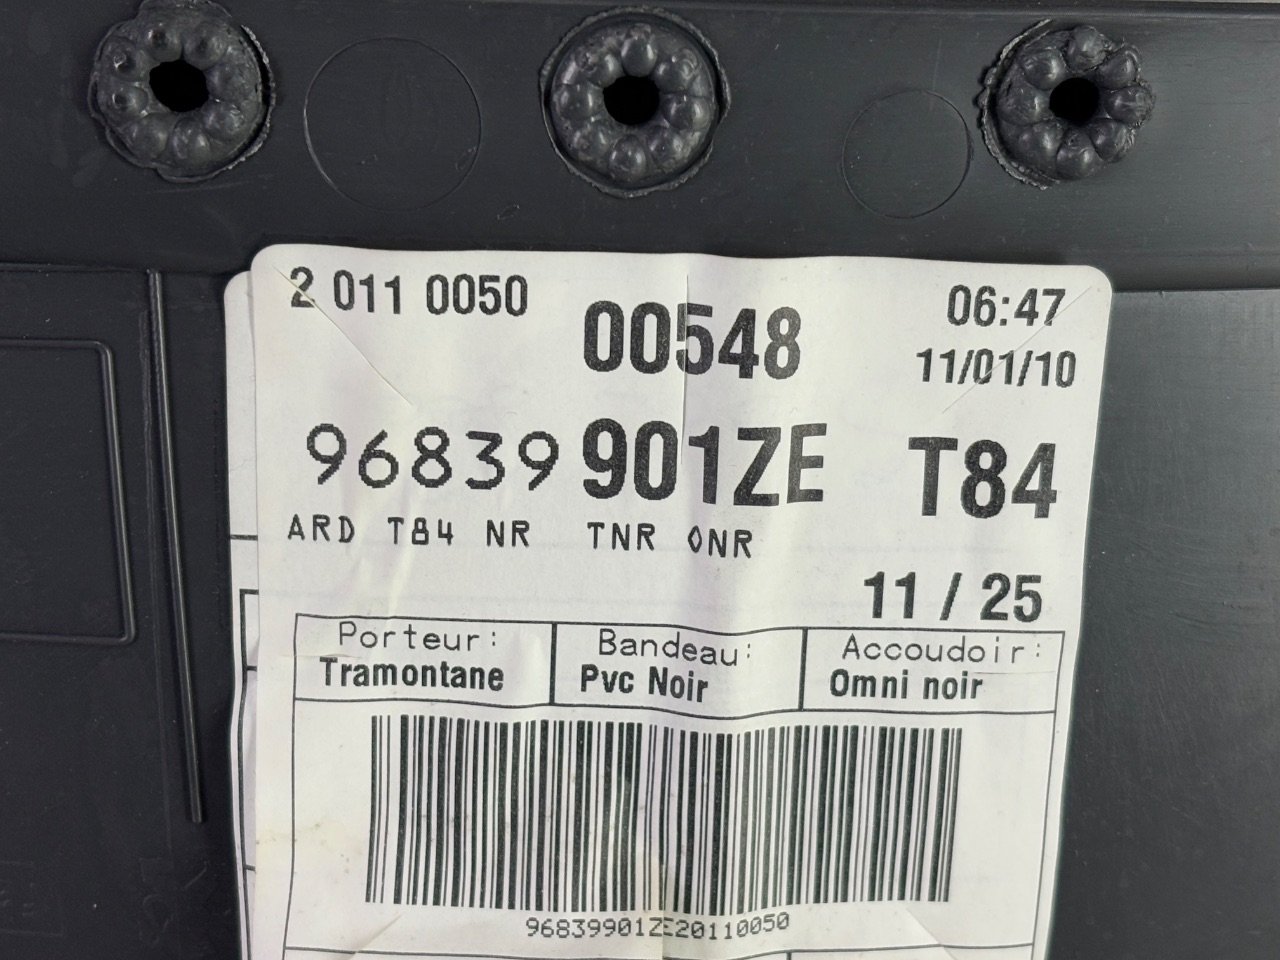 2 011 0050 00548 06:47
11/01/10
96839 901ZE T84
ARD T84 NR TNR ONR
11 / 25
Porteur: Bandeau: Accoudoir:
Tramontane Pvc Noir Omni noir
96839901ZE20110050